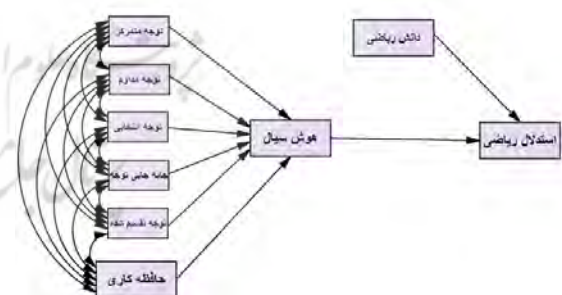 توجه متمرکز
دانش ریاضی
توجه مداوم
توجه انتخابی
هوش سیال
استدلال ریاضی
جابه جایی توجه
توجه تقسیم شده
حافظه کاری